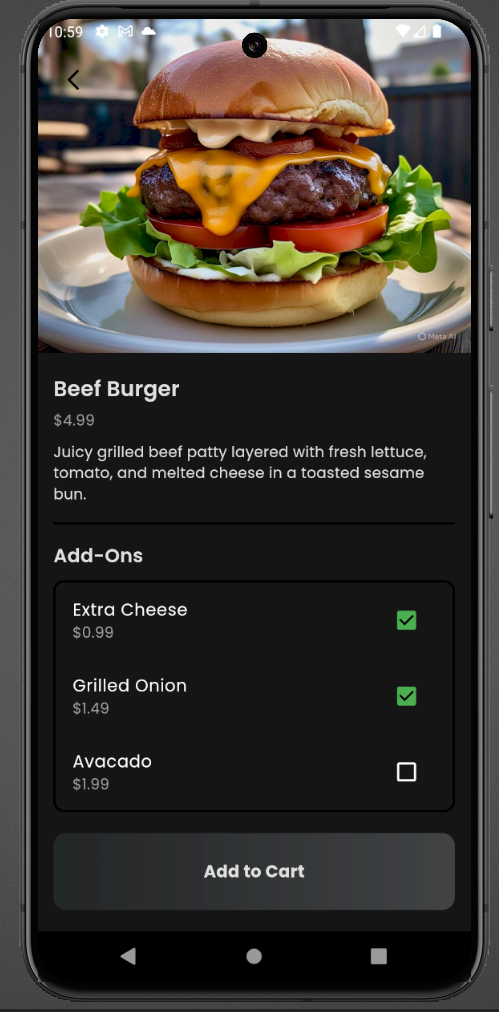 10:59
Meta AI
Beef Burger
$4.99
Juicy grilled beef patty layered with fresh lettuce,
tomato, and melted cheese in a toasted sesame
bun.
Add-Ons
Extra Cheese
$0.99
Grilled Onion
$1.49
Avacado
$1.99
Add to Cart